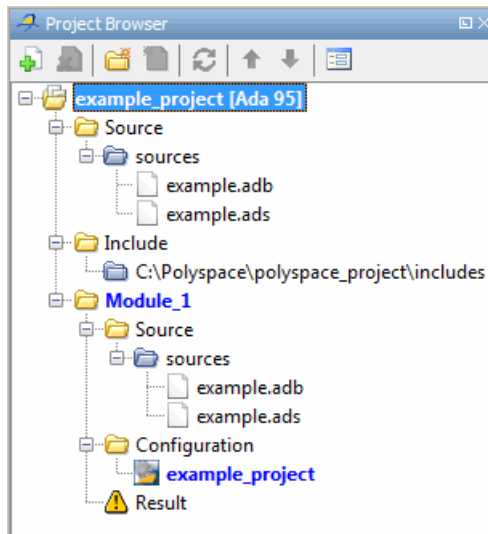 Project Browser
example_project [Ada 95]
Source
sources
example.adb
example.ads
Include
C:\Polyspace\polyspace_project\includes
Module_1
Source
sources
example.adb
example.ads
Configuration
example_project
Result